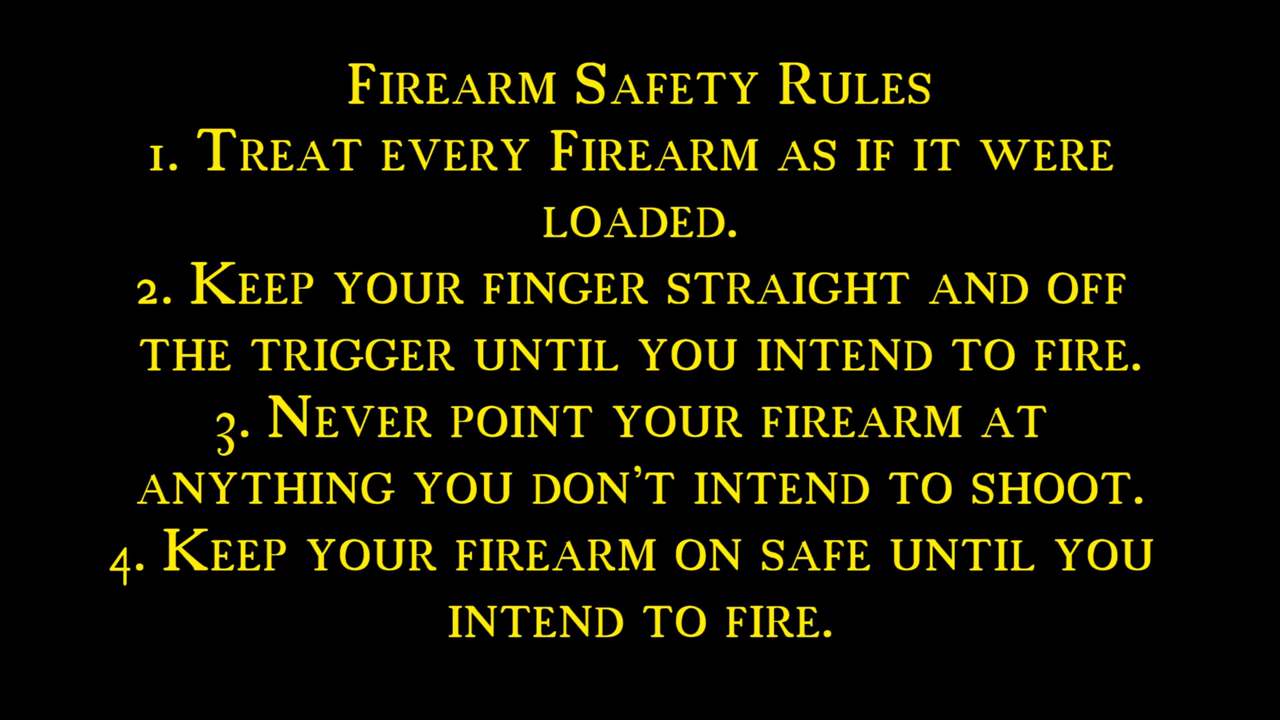 Firearm Safety Rules
1. Treat every Firearm as if it were
loaded.
2. Keep your finger straight and off
the trigger until you intend to fire.
3. Never point your firearm at
anything you don't intend to shoot.
4. Keep your firearm on safe until you
intend to fire.